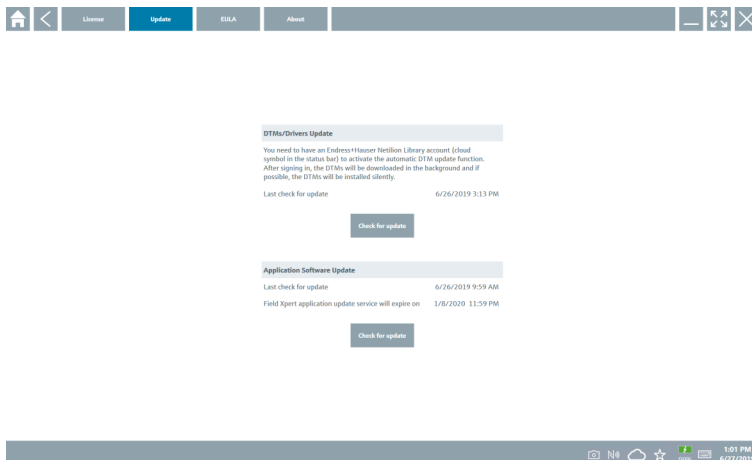 License
Update
EULA
About
DTMs/Drivers Update
You need to have an Endress+Hauser Netilion Library account (cloud
symbol in the status bar) to activate the automatic DTM update function.
After signing in, the DTMs will be downloaded in the background and if
possible, the DTMs will be installed silently.
Last check for update 6/26/2019 3:13 PM
Check for update
Application Software Update
Last check for update 6/26/2019 9:59 AM
Field Xpert application update service will expire on 1/8/2020 11:59 PM
Check for update
1:01 PM
6/27/2019